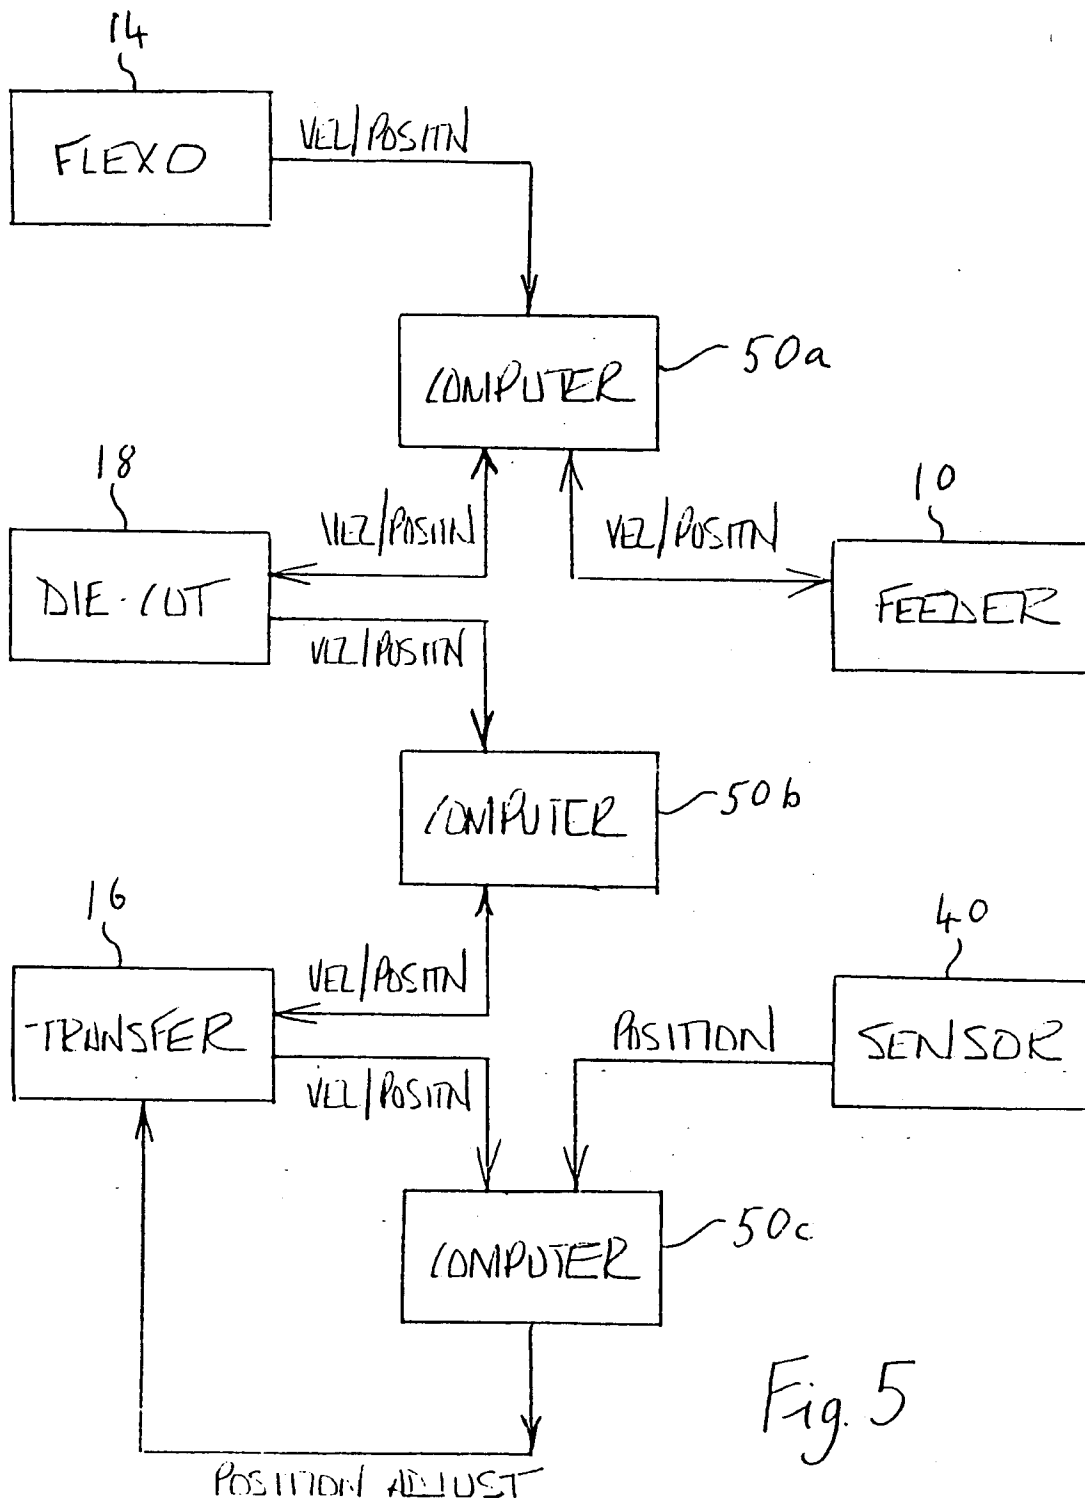 14
FLEXO
VEL/POSITN
COMPUTER
50a
18
DIE-CUT
VEL/POSITN
VEL/POSITN
10
FEEDER
VEL/POSITN
COMPUTER
50b
16
TRANSFER
VEL/POSITN
40
SENSOR
POSITION
VEL/POSITN
COMPUTER
50c
Fig. 5
POSITION ADJUST